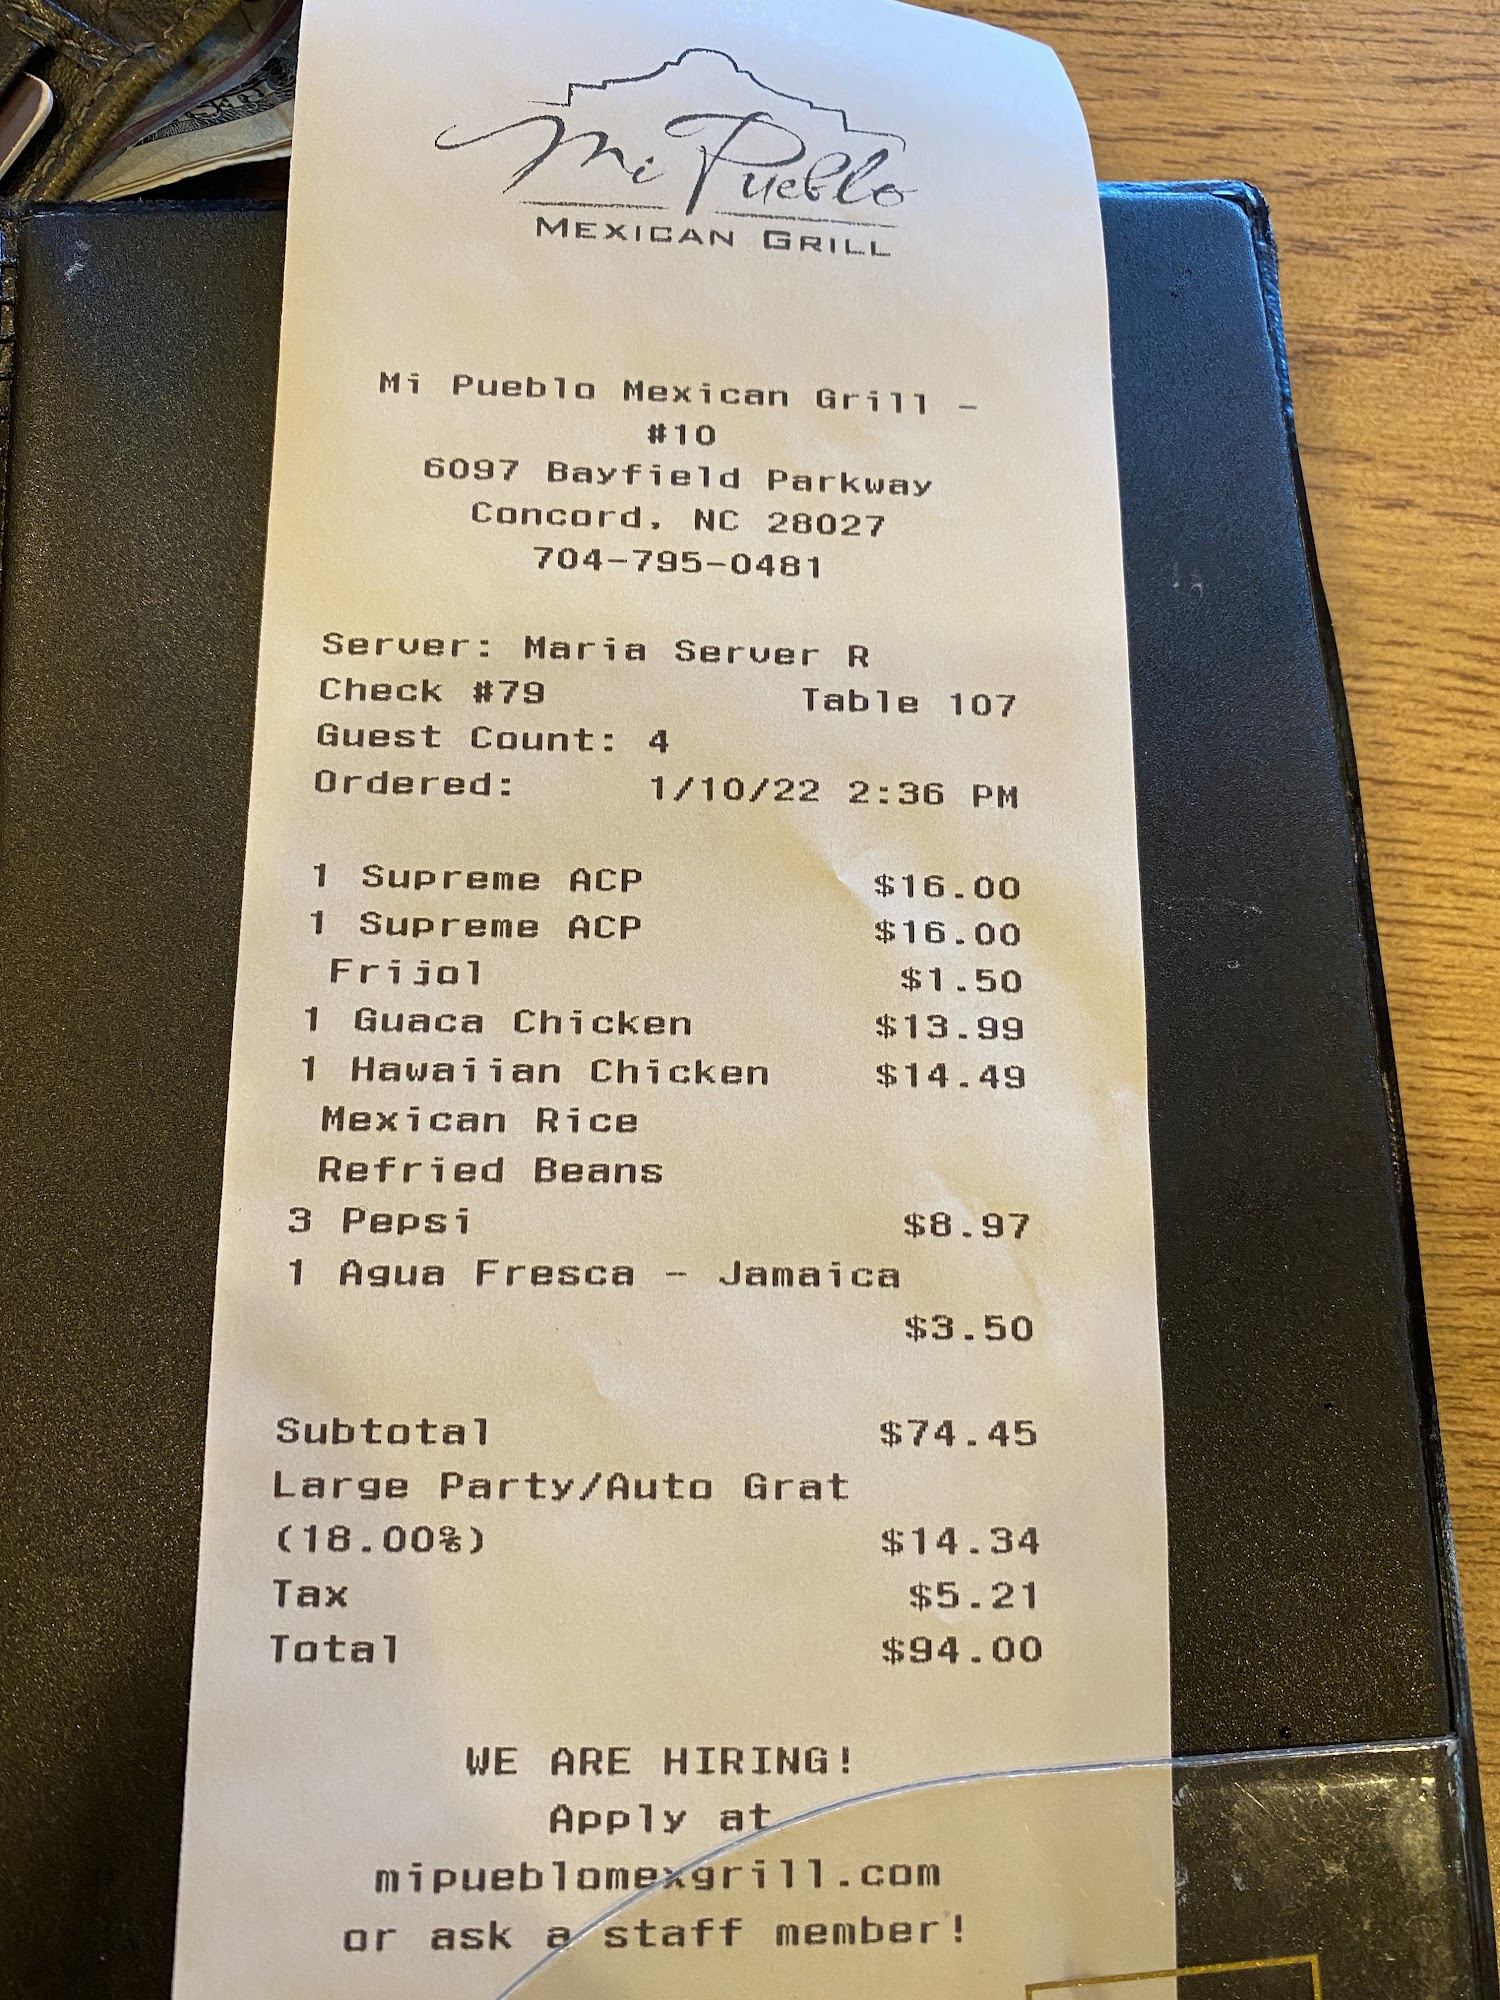 Mi Pueblo
MEXICAN GRILL
Mi Pueblo Mexican Grill -
#10
6097 Bayfield Parkway
Concord, NC 28027
704-795-0481
Server: Maria Server R
Check #79 Table 107
Guest Count: 4
Ordered: 1/10/22 2:36 PM
1 Supreme ACP $16.00
1 Supreme ACP $16.00
Frijol $1.50
1 Guaca Chicken $13.99
1 Hawaiian Chicken $14.49
Mexican Rice
Refried Beans
3 Pepsi $8.97
1 Agua Fresca - Jamaica
$3.50
Subtotal $74.45
Large Party/Auto Grat
(18.00%) $14.34
Tax $5.21
Total $94.00
WE ARE HIRING!
Apply at
mipueblomexgrill.com
or ask a staff member!